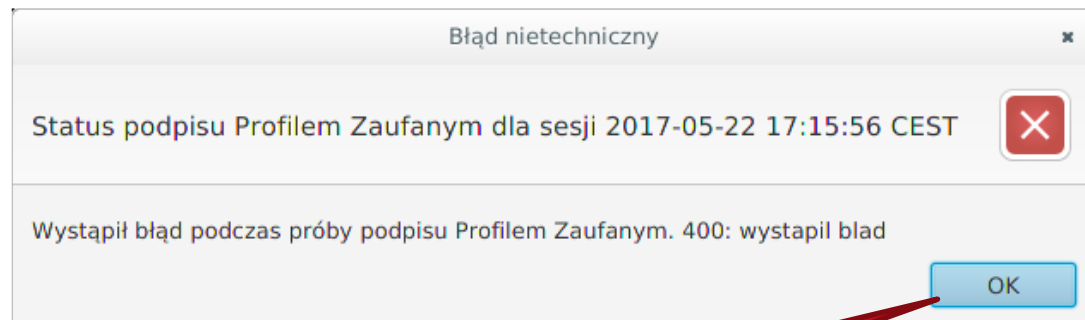 Błąd nietechniczny
Status podpisu Profilem Zaufanym dla sesji 2017-05-22 17:15:56 CEST
Wystąpił błąd podczas próby podpisu Profilem Zaufanym. 400: wystapil blad
OK